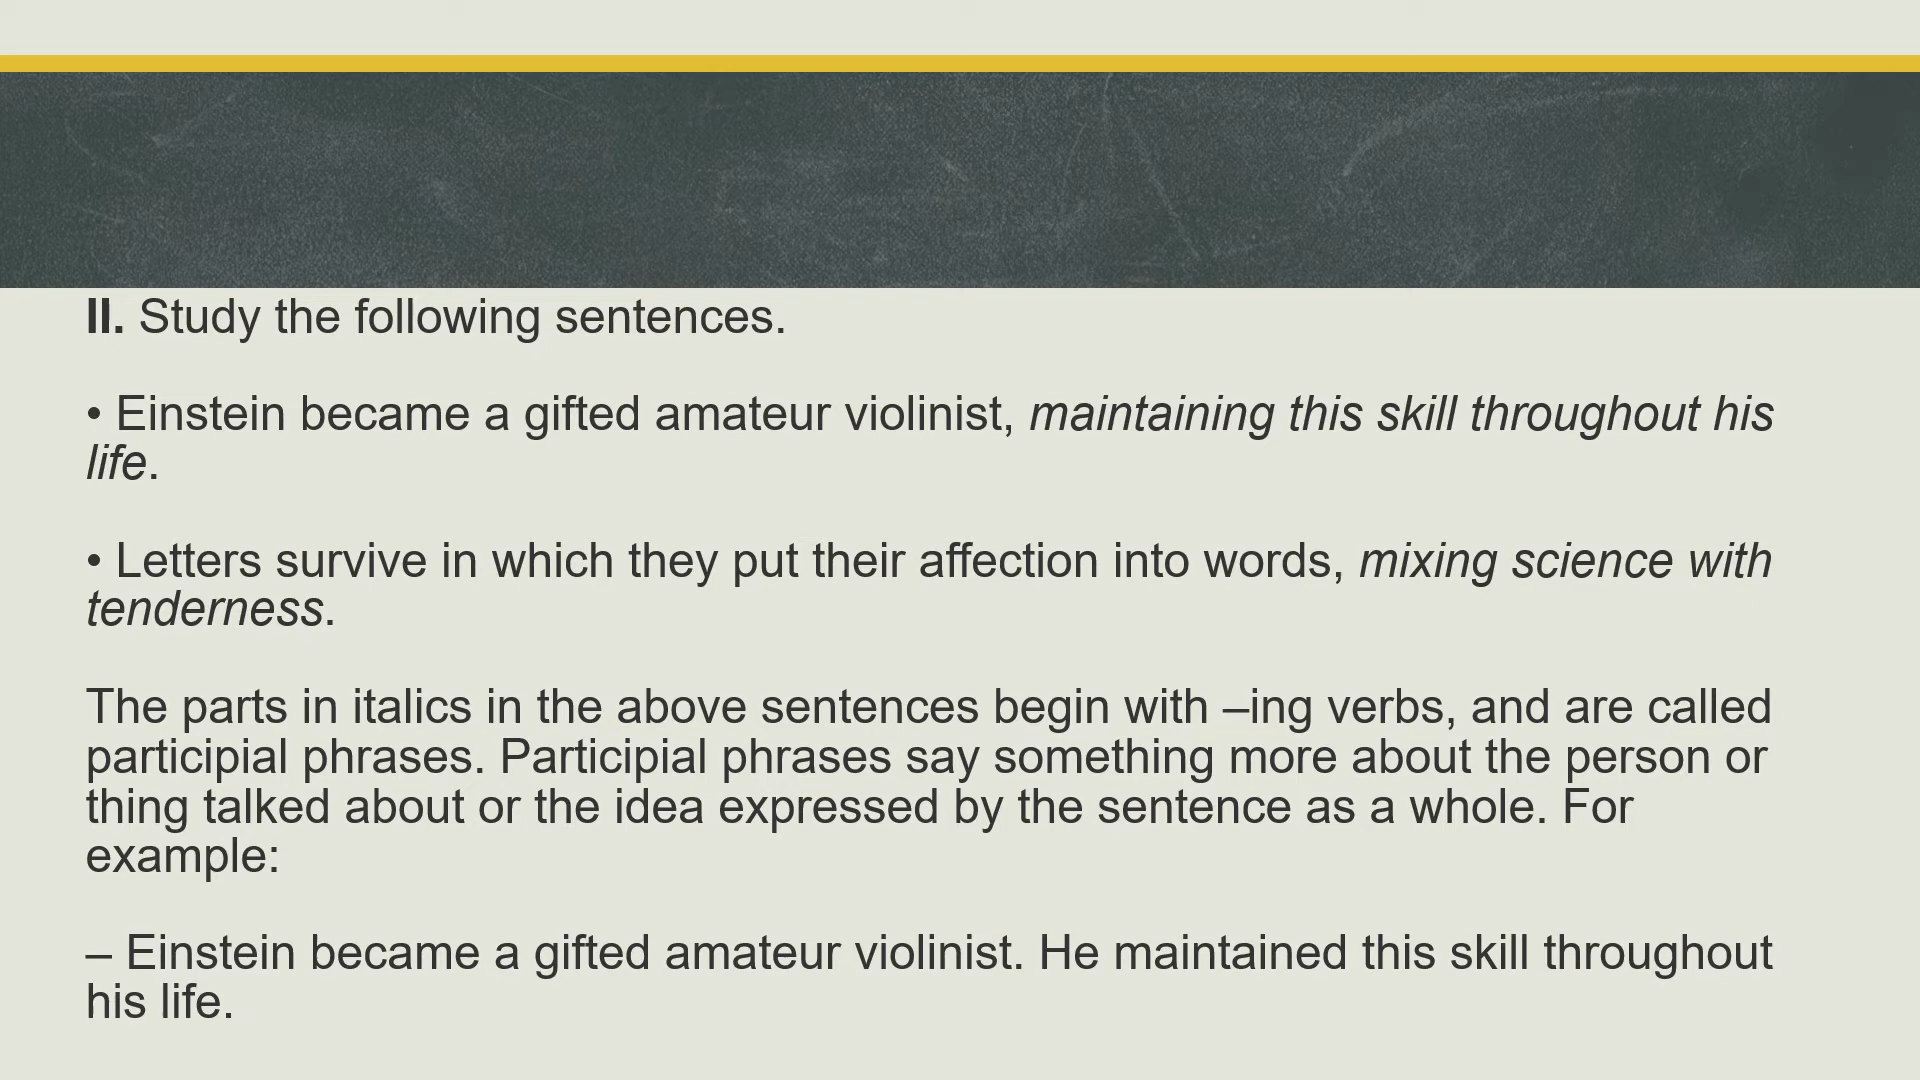 II. Study the following sentences.
• Einstein became a gifted amateur violinist, maintaining this skill throughout his
life.
• Letters survive in which they put their affection into words, mixing science with
tenderness.
The parts in italics in the above sentences begin with –ing verbs, and are called
participial phrases. Participial phrases say something more about the person or
thing talked about or the idea expressed by the sentence as a whole. For
example:
– Einstein became a gifted amateur violinist. He maintained this skill throughout
his life.